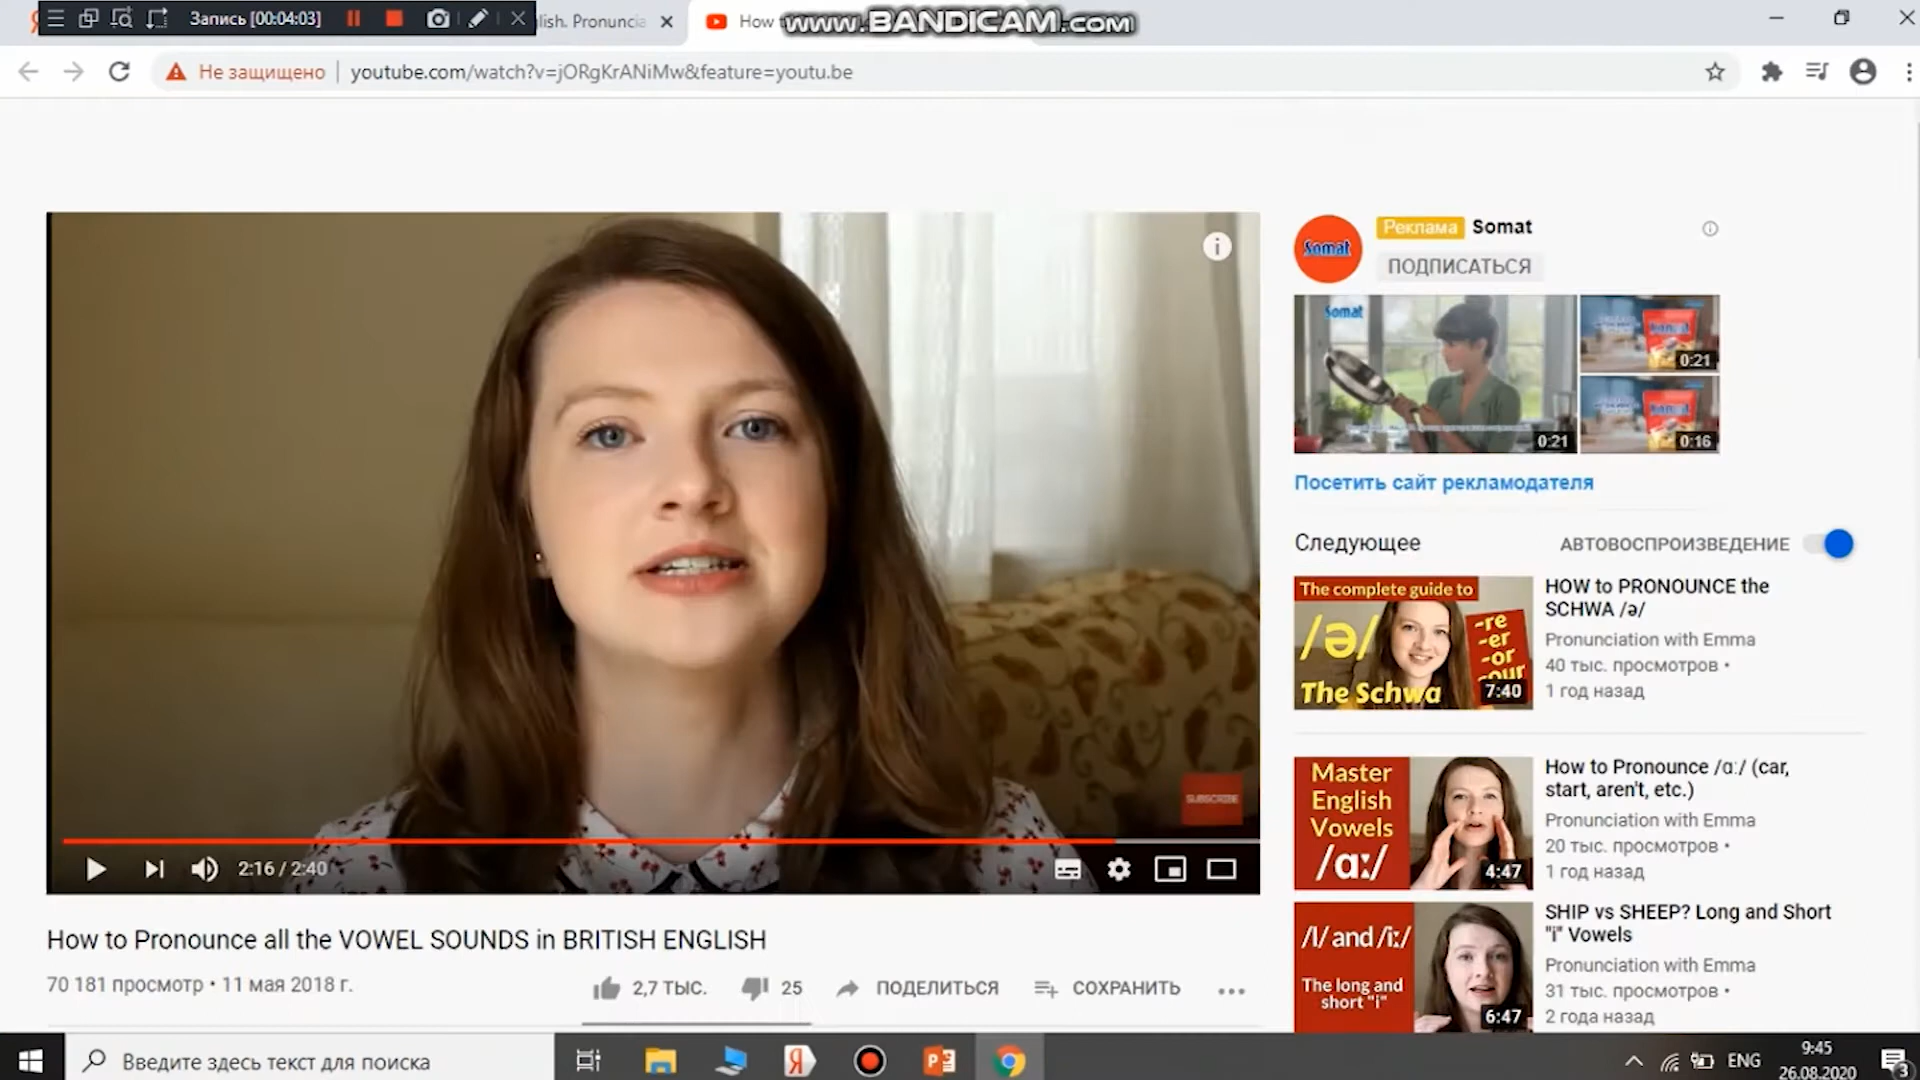 Запись [00:04:03]
lish. Pronuncia
How
www.BANDICAM.com
Не защищено
youtube.com/watch?v=jORgKrANiMw&feature=youtu.be
SUBSCRIBE
2:16 / 2:40
How to Pronounce all the VOWEL SOUNDS in BRITISH ENGLISH
70 181 просмотр • 11 мая 2018 г.
2,7 ТЫС.
25
ПОДЕЛИТЬСЯ
СОХРАНИТЬ
Somat
Реклама Somat
ПОДПИСАТЬСЯ
Somat
0:21
Somat
0:21
Somat
0:16
Посетить сайт рекламодателя
Следующее
АВТОВОСПРОИЗВЕДЕНИЕ
The complete guide to
/ə/
-re
-er
-or
-our
The Schwa
7:40
HOW to PRONOUNCE the
SCHWA /ə/
Pronunciation with Emma
40 тыс. просмотров •
1 год назад
Master
English
Vowels
/ɑː/
4:47
How to Pronounce /ɑː/ (car,
start, aren't, etc.)
Pronunciation with Emma
20 тыс. просмотров •
1 год назад
/I/ and /iː/
The long and
short "i"
6:47
SHIP vs SHEEP? Long and Short
"i" Vowels
Pronunciation with Emma
31 тыс. просмотров •
2 года назад
Введите здесь текст для поиска
ENG
9:45
26.08.2020
3